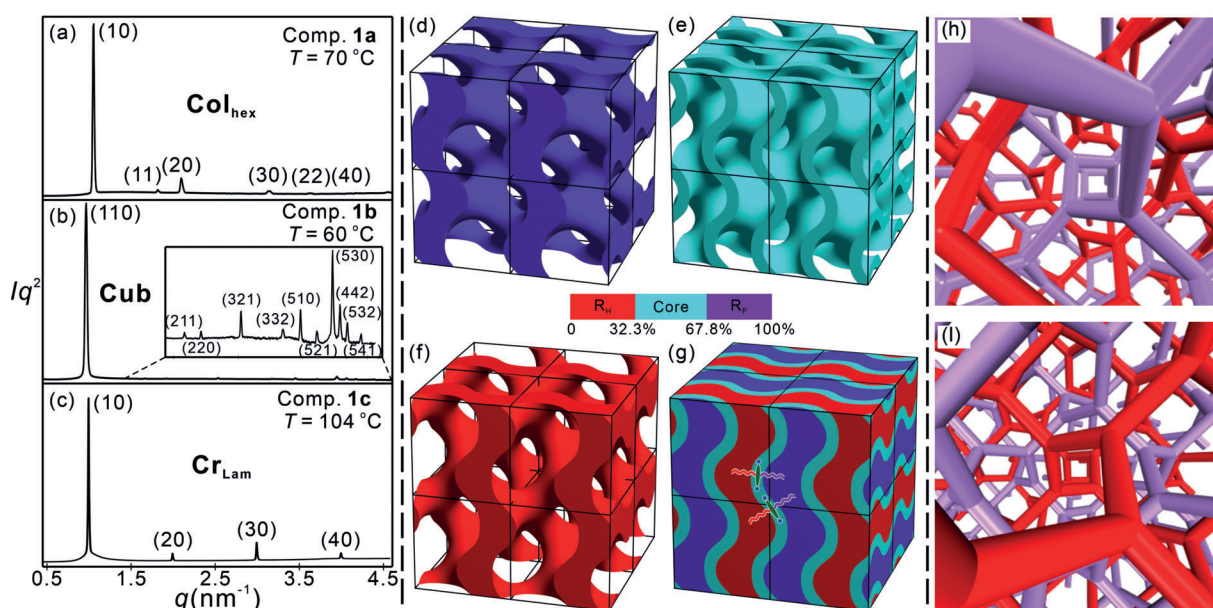 (a)
(10)
Comp. 1a
T = 70 °C
Col_hex
(11)
(20)
(30)
(22)
(40)
(b)
(110)
Comp. 1b
T = 60 °C
Iq²
Cub
(211)
(220)
(321)
(332)
(510)
(521)
(530)
(442)
(532)
(541)
(c)
(10)
Comp. 1c
T = 104 °C
Cr_Lam
(20)
(30)
(40)
0.5
1.5
2.5
3.5
4.5
q(nm⁻¹)
(d)
(e)
R_H
Core
R_F
0
32.3%
67.8%
100%
(f)
(g)
(h)
(l)